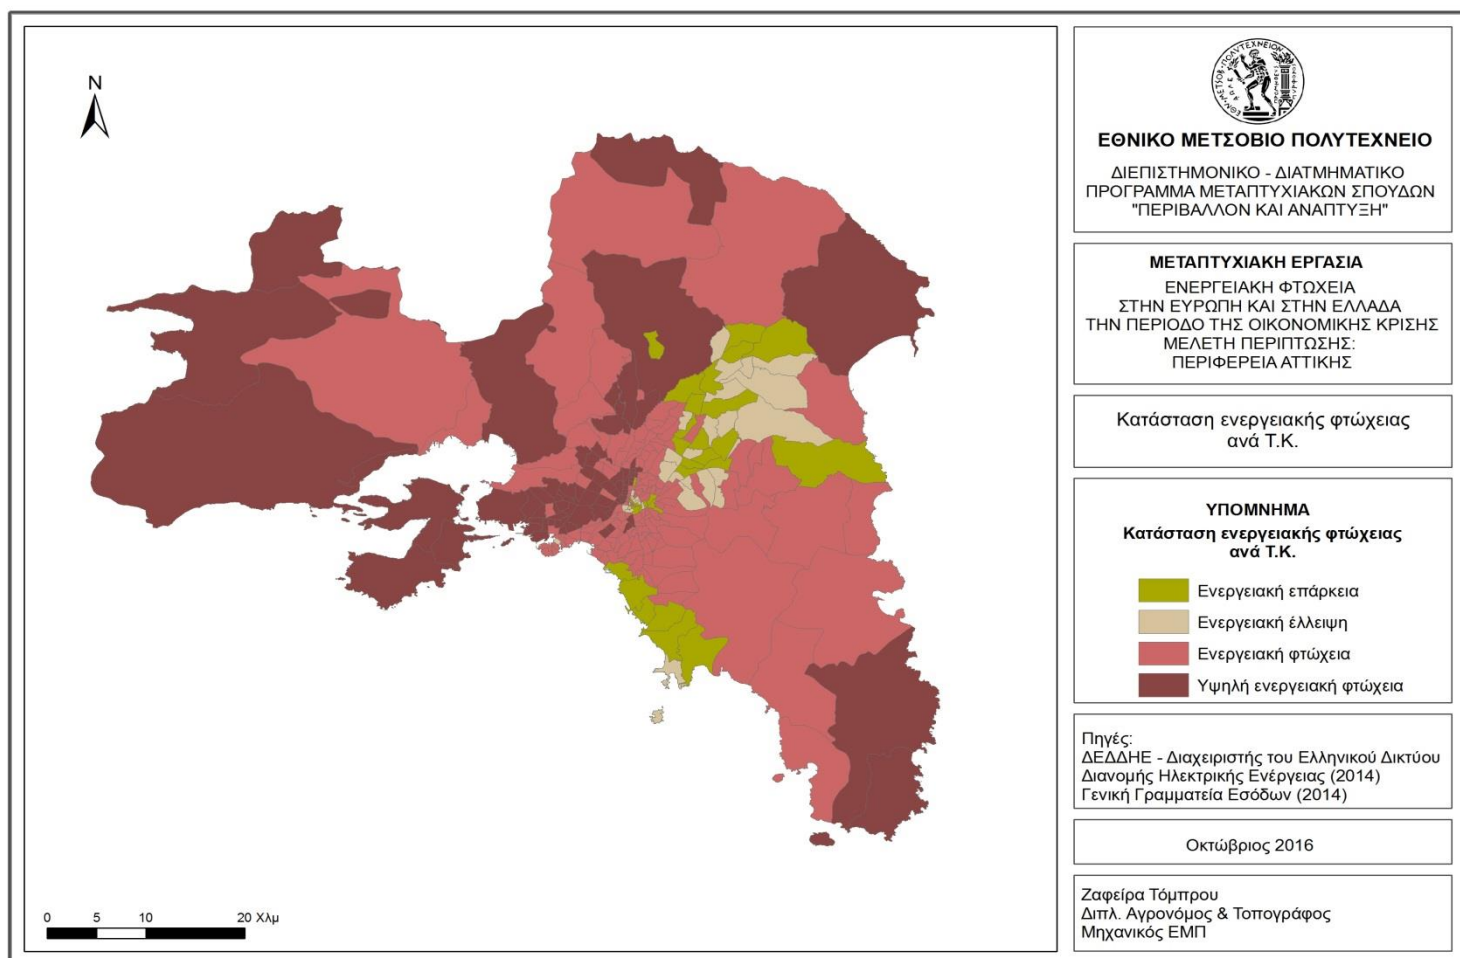 N
0 5 10 20 Χλμ
ΕΘΝΙΚΟ ΜΕΤΣΟΒΙΟ ΠΟΛΥΤΕΧΝΕΙΟ
ΔΙΕΠΙΣΤΗΜΟΝΙΚΟ - ΔΙΑΤΜΗΜΑΤΙΚΟ
ΠΡΟΓΡΑΜΜΑ ΜΕΤΑΠΤΥΧΙΑΚΩΝ ΣΠΟΥΔΩΝ
"ΠΕΡΙΒΑΛΛΟΝ ΚΑΙ ΑΝΑΠΤΥΞΗ"
ΜΕΤΑΠΤΥΧΙΑΚΗ ΕΡΓΑΣΙΑ
ΕΝΕΡΓΕΙΑΚΗ ΦΤΩΧΕΙΑ
ΣΤΗΝ ΕΥΡΩΠΗ ΚΑΙ ΣΤΗΝ ΕΛΛΑΔΑ
ΤΗΝ ΠΕΡΙΟΔΟ ΤΗΣ ΟΙΚΟΝΟΜΙΚΗΣ ΚΡΙΣΗΣ
ΜΕΛΕΤΗ ΠΕΡΙΠΤΩΣΗΣ:
ΠΕΡΙΦΕΡΕΙΑ ΑΤΤΙΚΗΣ
Κατάσταση ενεργειακής φτώχειας
ανά Τ.Κ.
ΥΠΟΜΝΗΜΑ
Κατάσταση ενεργειακής φτώχειας
ανά Τ.Κ.
Ενεργειακή επάρκεια
Ενεργειακή έλλειψη
Ενεργειακή φτώχεια
Υψηλή ενεργειακή φτώχεια
Πηγές:
ΔΕΔΔΗΕ - Διαχειριστής του Ελληνικού Δικτύου
Διανομής Ηλεκτρικής Ενέργειας (2014)
Γενική Γραμματεία Εσόδων (2014)
Οκτώβριος 2016
Ζαφείρα Τόμπρου
Διπλ. Αγρονόμος & Τοπογράφος
Μηχανικός ΕΜΠ